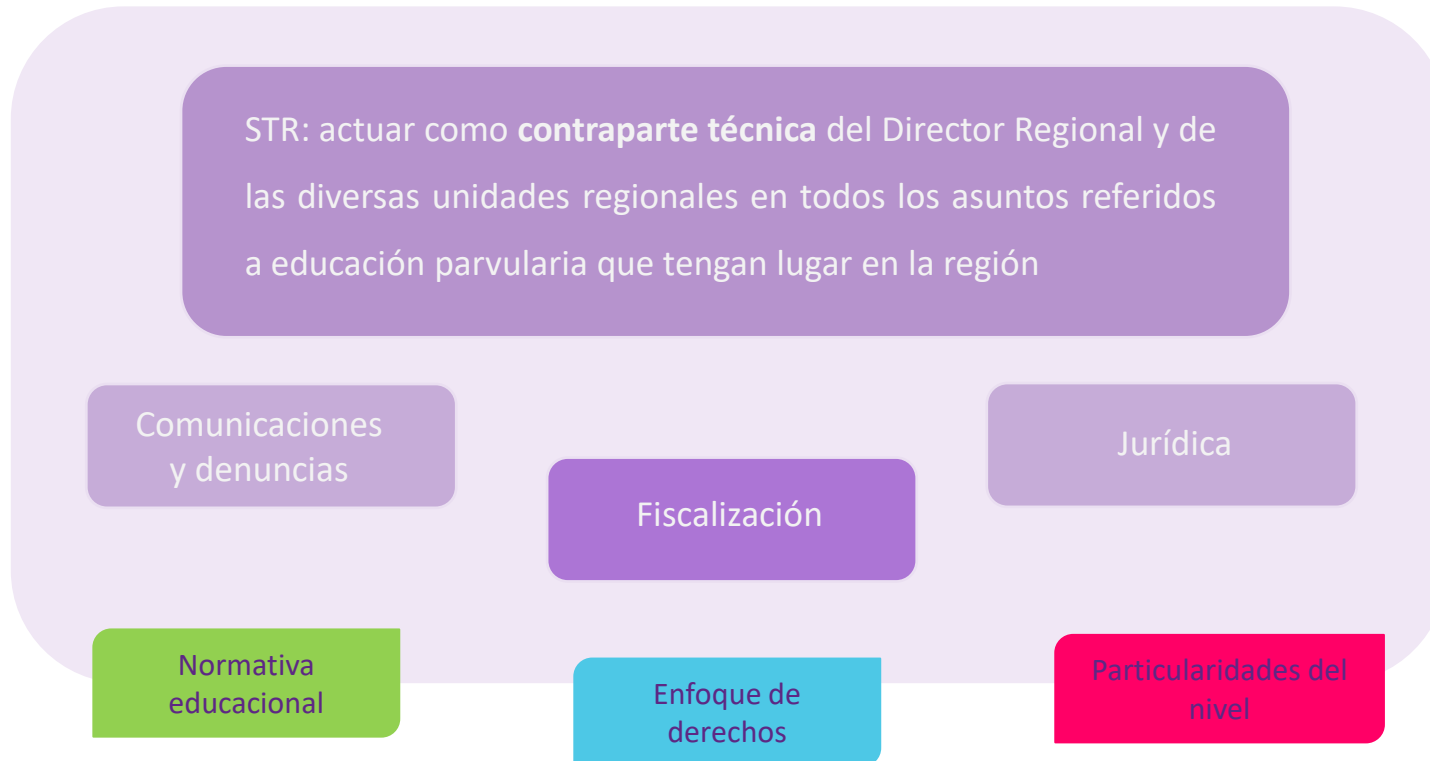 STR: actuar como contraparte técnica del Director Regional y de
las diversas unidades regionales en todos los asuntos referidos
a educación parvularia que tengan lugar en la región
Comunicaciones
y denuncias
Fiscalización
Jurídica
Normativa
educacional
Enfoque de
derechos
Particularidades del
nivel